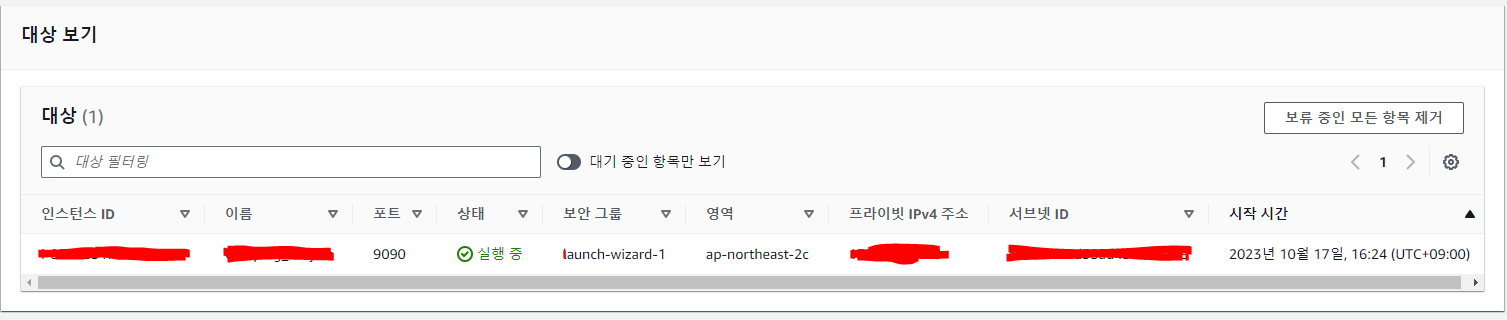 대상 보기
대상 (1)
보류 중인 모든 항목 제거
대상 필터링
대기 중인 항목만 보기
1
인스턴스 ID 이름 포트 상태 보안 그룹 영역 프라이빗 IPv4 주소 서브넷 ID 시작 시간
9090 실행 중 launch-wizard-1 ap-northeast-2c 2023년 10월 17일, 16:24 (UTC+09:00)